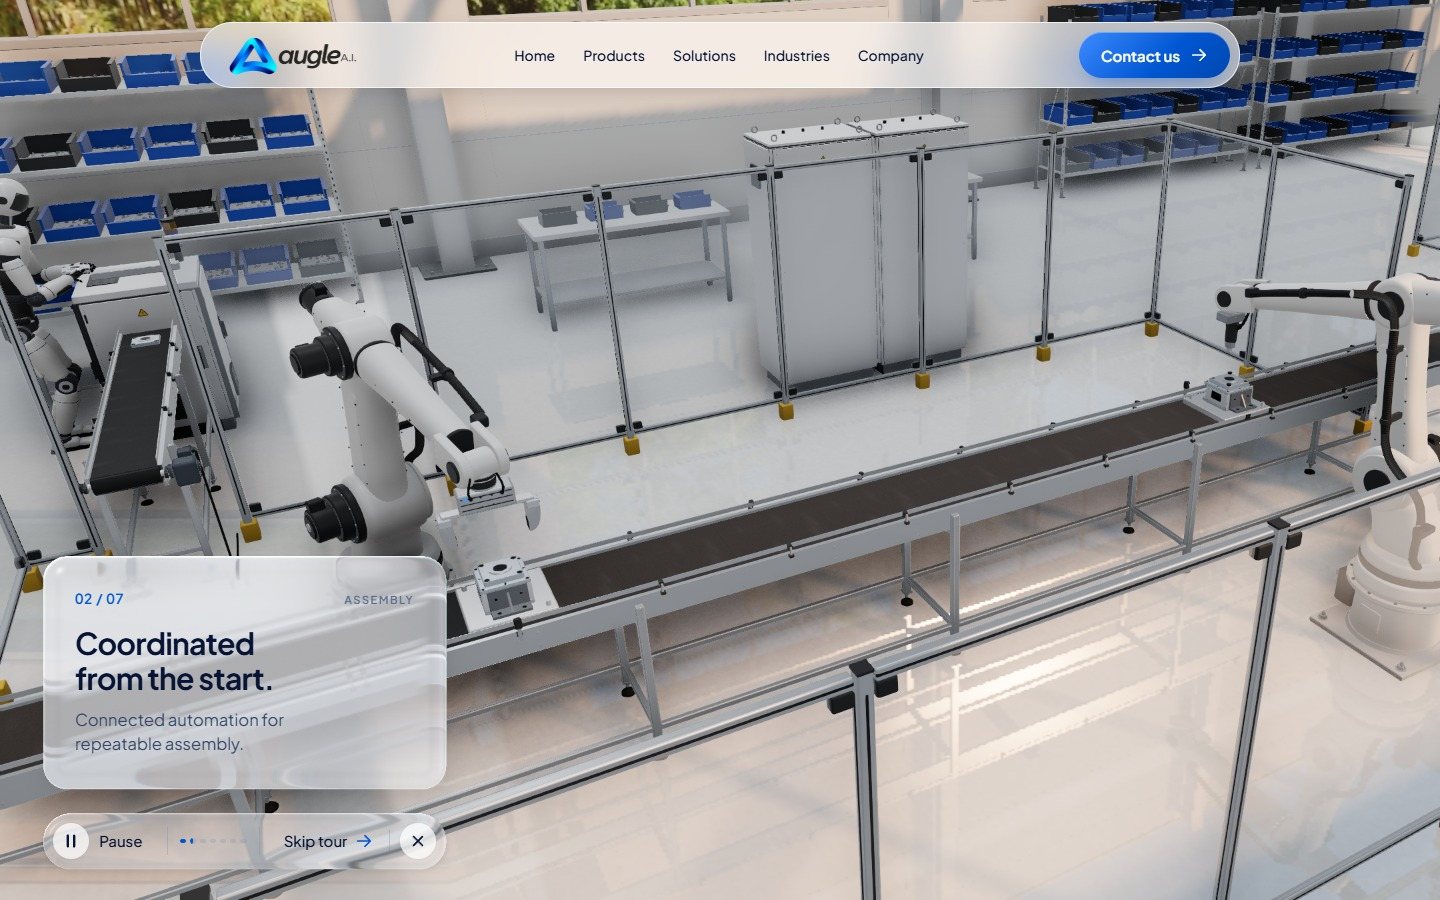 augle A.I.
Home Products Solutions Industries Company
Contact us
02 / 07
ASSEMBLY
Coordinated
from the start.
Connected automation for
repeatable assembly.
Pause
Skip tour